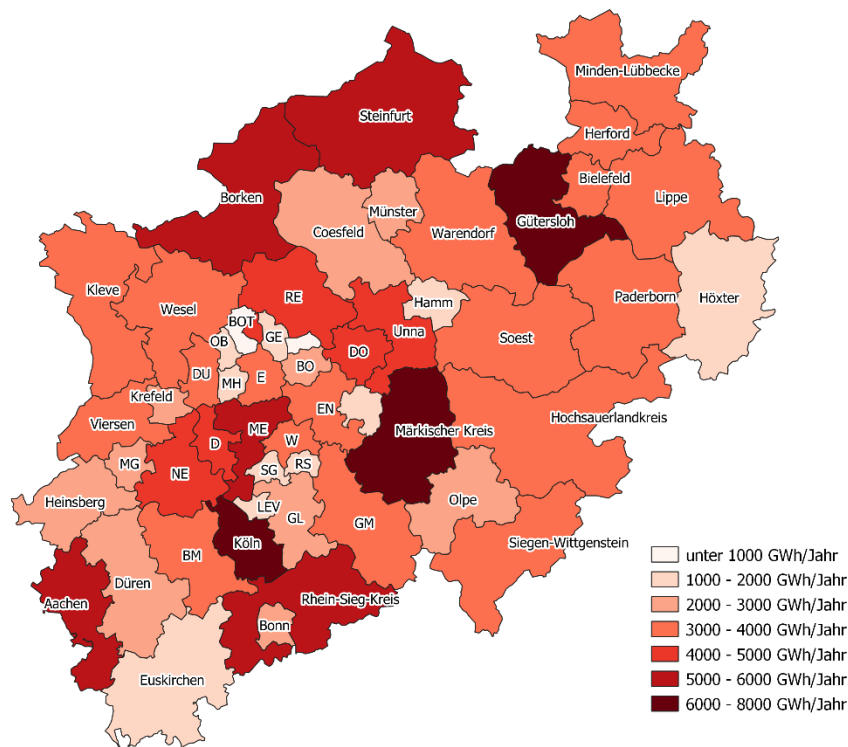 Minden-Lübbecke
Steinfurt
Herford
Bielefeld
Lippe
Borken
Münster
Gütersloh
Coesfeld
Warendorf
Kleve
RE
Hamm
Paderborn
Höxter
Wesel
BOT
Unna
OB
GE
Soest
DO
DU
MH
E
BO
Krefeld
EN
Hochsauerlandkreis
Viersen
ME
Märkischer Kreis
D
W
MG
NE
SG
RS
Heinsberg
LEV
GL
Olpe
Köln
GM
Siegen-Wittgenstein
BM
Düren
Aachen
Rhein-Sieg-Kreis
Bonn
Euskirchen
unter 1000 GWh/Jahr
1000 - 2000 GWh/Jahr
2000 - 3000 GWh/Jahr
3000 - 4000 GWh/Jahr
4000 - 5000 GWh/Jahr
5000 - 6000 GWh/Jahr
6000 - 8000 GWh/Jahr